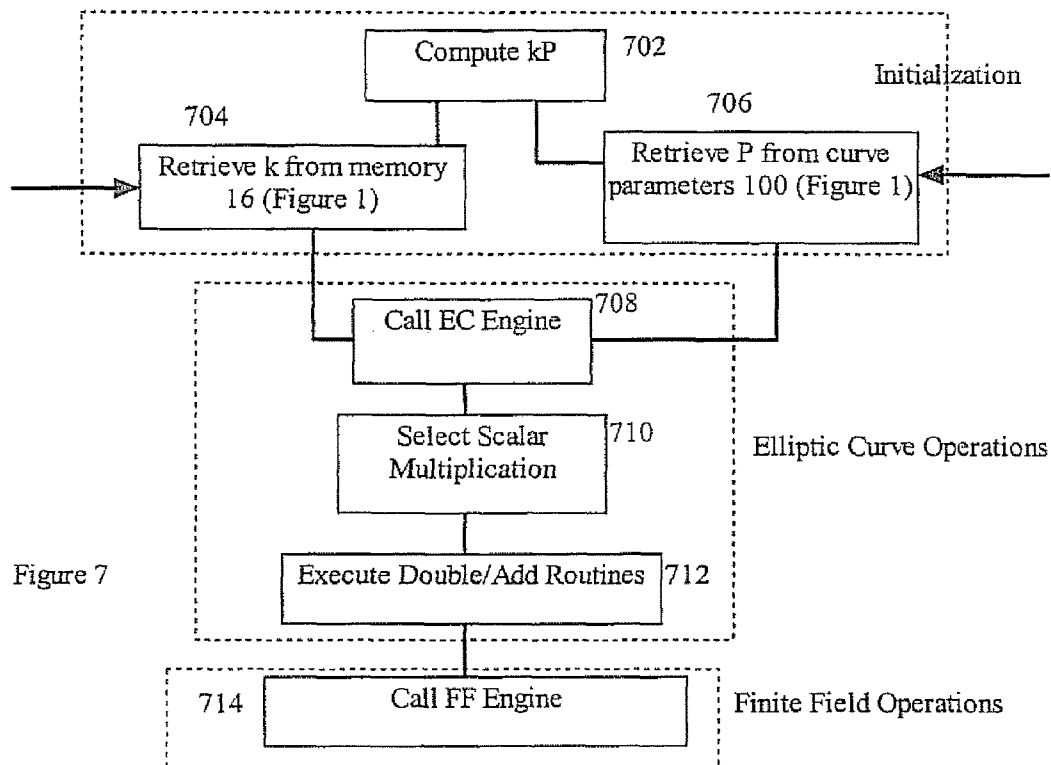 Compute kP
702
Initialization
704
706
Retrieve k from memory
16 (Figure 1)
Retrieve P from curve
parameters 100 (Figure 1)
Call EC Engine
708
Select Scalar
Multiplication
710
Elliptic Curve Operations
Figure 7
Execute Double/Add Routines
712
714
Call FF Engine
Finite Field Operations